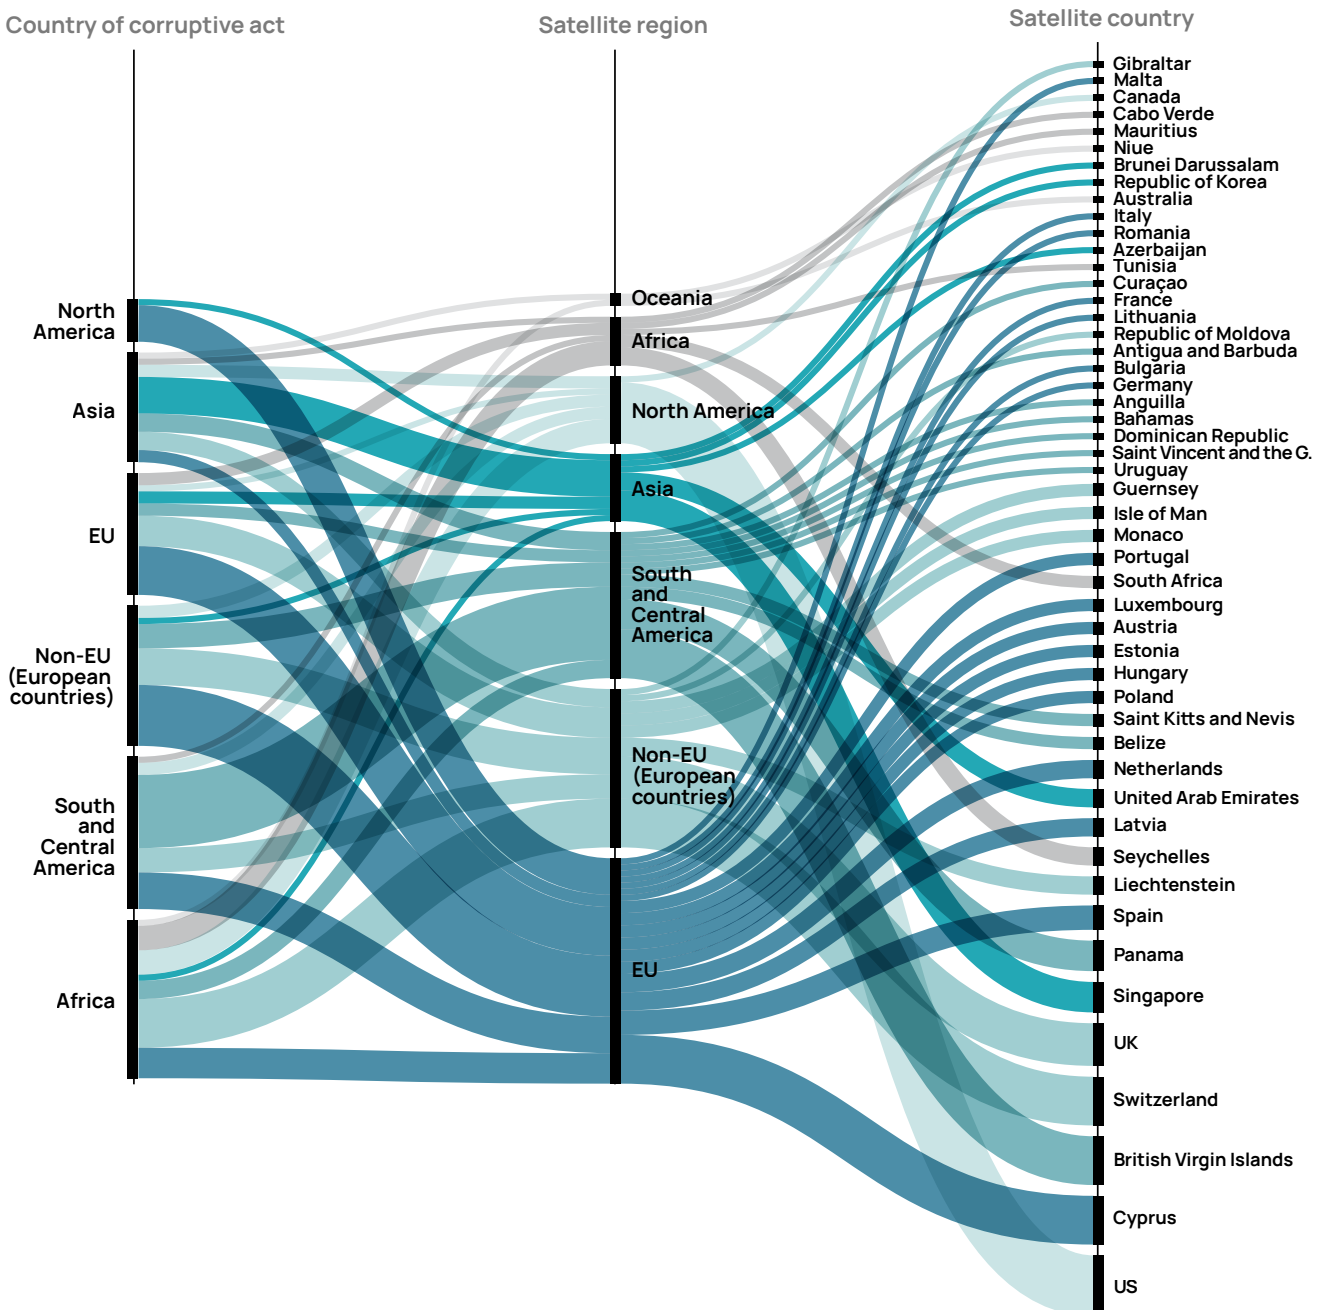 Country of corruptive act
Satellite region
Satellite country
North
America
Asia
EU
Non-EU
(European
countries)
South
and
Central
America
Africa
Oceania
Africa
North America
Asia
South
and
Central
America
Non-EU
(European
countries)
EU
Gibraltar
Malta
Canada
Cabo Verde
Mauritius
Niue
Brunei Darussalam
Republic of Korea
Australia
Italy
Romania
Azerbaijan
Tunisia
Curaçao
France
Lithuania
Republic of Moldova
Antigua and Barbuda
Bulgaria
Germany
Anguilla
Bahamas
Dominican Republic
Saint Vincent and the G.
Uruguay
Guernsey
Isle of Man
Monaco
Portugal
South Africa
Luxembourg
Austria
Estonia
Hungary
Poland
Saint Kitts and Nevis
Belize
Netherlands
United Arab Emirates
Latvia
Seychelles
Liechtenstein
Spain
Panama
Singapore
UK
Switzerland
British Virgin Islands
Cyprus
US